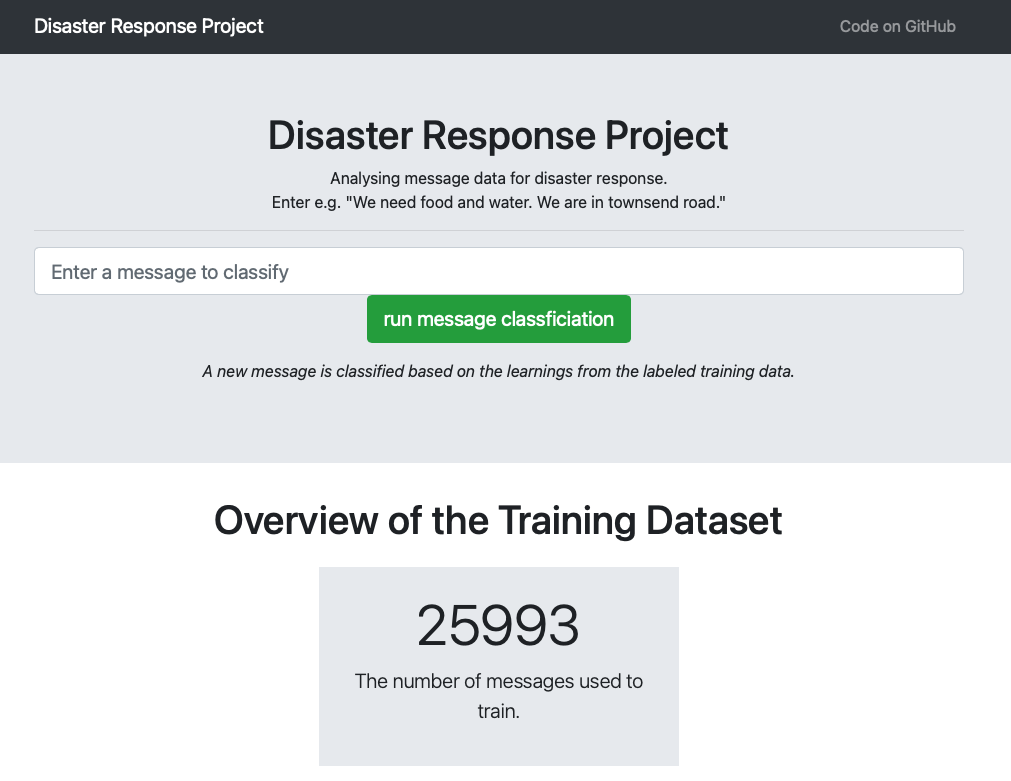 Disaster Response Project
Code on GitHub
Disaster Response Project
Analysing message data for disaster response.
Enter e.g. "We need food and water. We are in townsend road."
Enter a message to classify
run message classficiation
A new message is classified based on the learnings from the labeled training data.
Overview of the Training Dataset
25993
The number of messages used to
train.